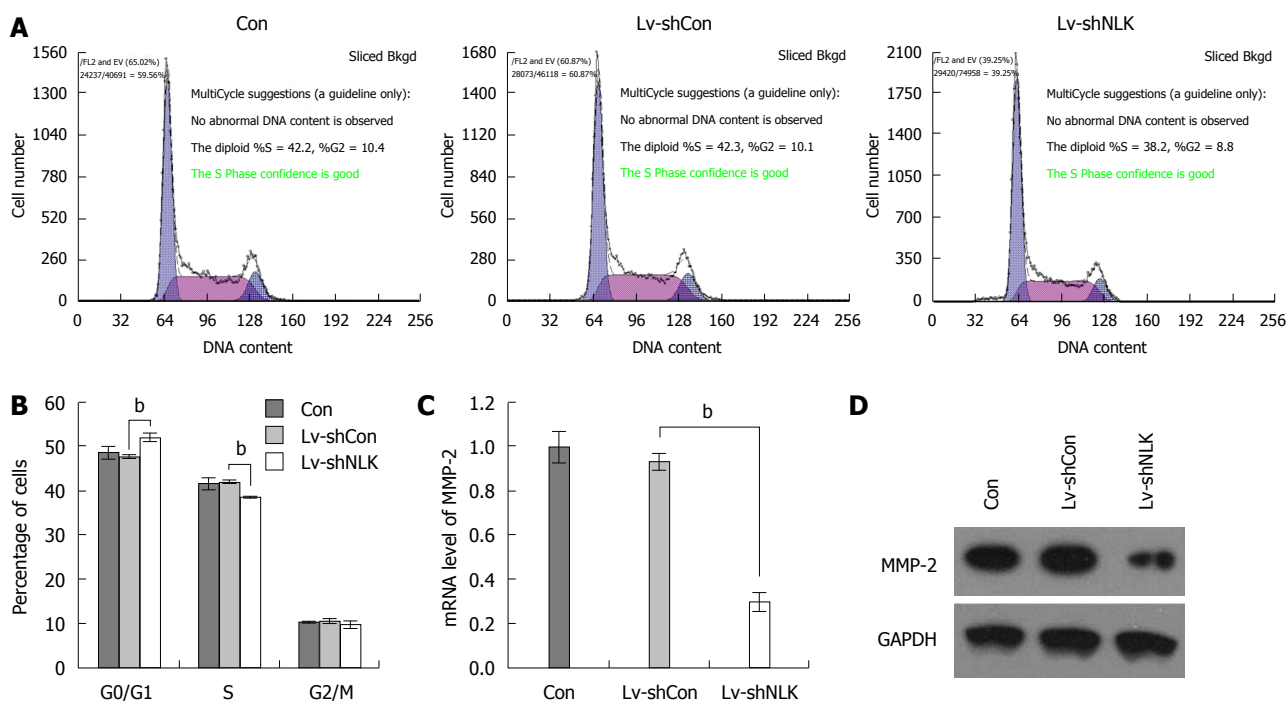 A
Con
1560
1300
1040
780
520
260
0
Cell number
/FL2 and EV (65.02%)
24237/40691 = 59.56%
Sliced Bkgd
MultiCycle suggestions (a guideline only):
No abnormal DNA content is observed
The diploid %S = 42.2, %G2 = 10.4
The S Phase confidence is good
0 32 64 96 128 160 192 224 256
DNA content
Lv-shCon
1680
1400
1120
840
560
280
0
Cell number
/FL2 and EV (60.87%)
28073/46118 = 60.87%
Sliced Bkgd
MultiCycle suggestions (a guideline only):
No abnormal DNA content is observed
The diploid %S = 42.3, %G2 = 10.1
The S Phase confidence is good
0 32 64 96 128 160 192 224 256
DNA content
Lv-shNLK
2100
1750
1400
1050
700
350
0
Cell number
/FL2 and EV (39.25%)
29420/74958 = 39.25%
Sliced Bkgd
MultiCycle suggestions (a guideline only):
No abnormal DNA content is observed
The diploid %S = 38.2, %G2 = 8.8
The S Phase confidence is good
0 32 64 96 128 160 192 224 256
DNA content
B
60
50
40
30
20
10
0
Percentage of cells
b
b
Con
Lv-shCon
Lv-shNLK
G0/G1 S G2/M
C
1.2
1.0
0.8
0.6
0.4
0.2
0.0
mRNA level of MMP-2
b
Con Lv-shCon Lv-shNLK
D
Con
Lv-shCon
Lv-shNLK
MMP-2
GAPDH